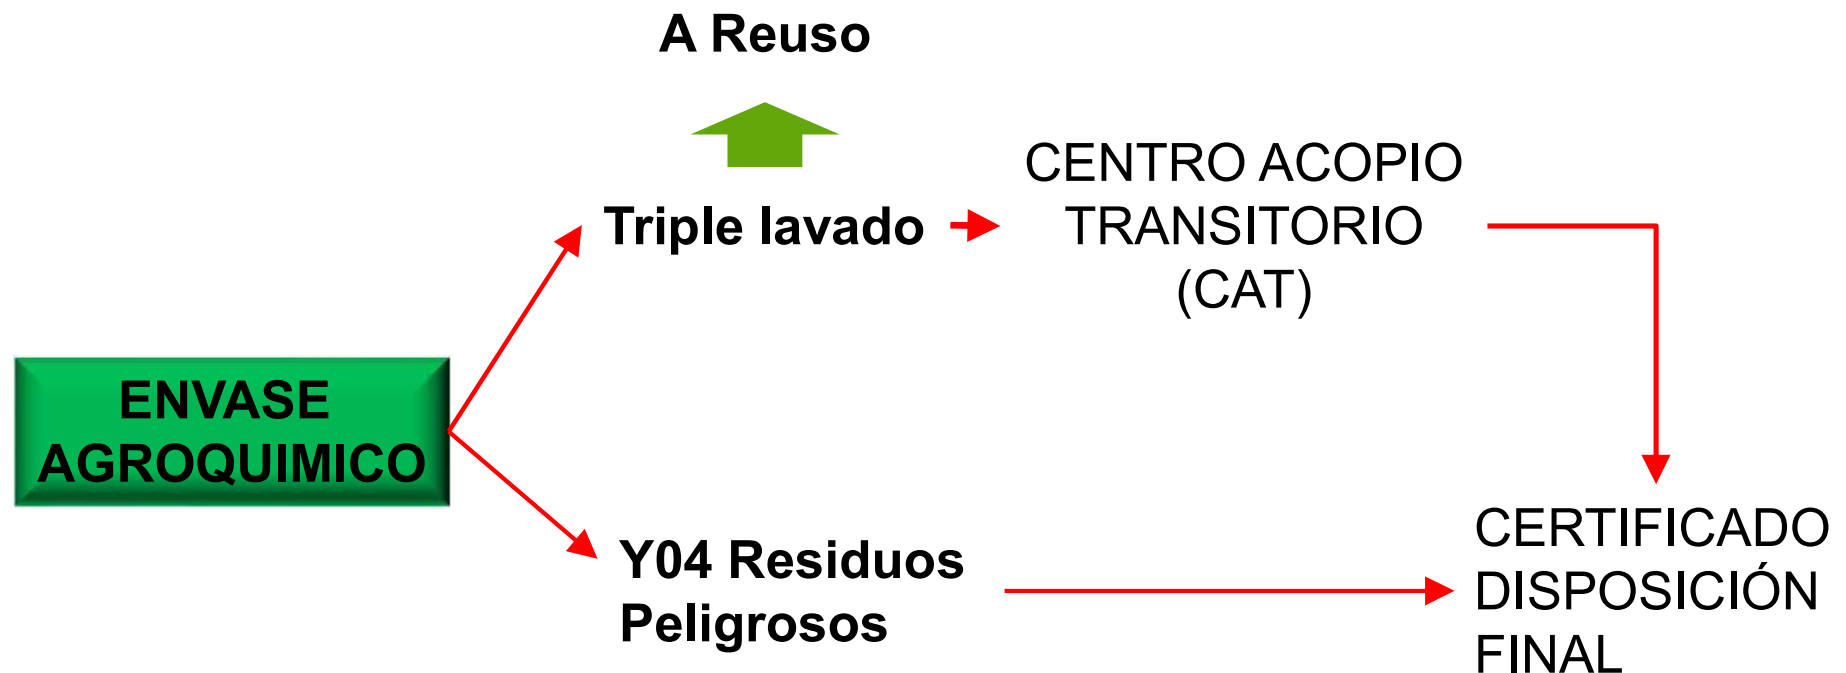 A Reuso
Triple lavado
CENTRO ACOPIO
TRANSITORIO
(CAT)
ENVASE
AGROQUIMICO
Y04 Residuos
Peligrosos
CERTIFICADO
DISPOSICIÓN
FINAL